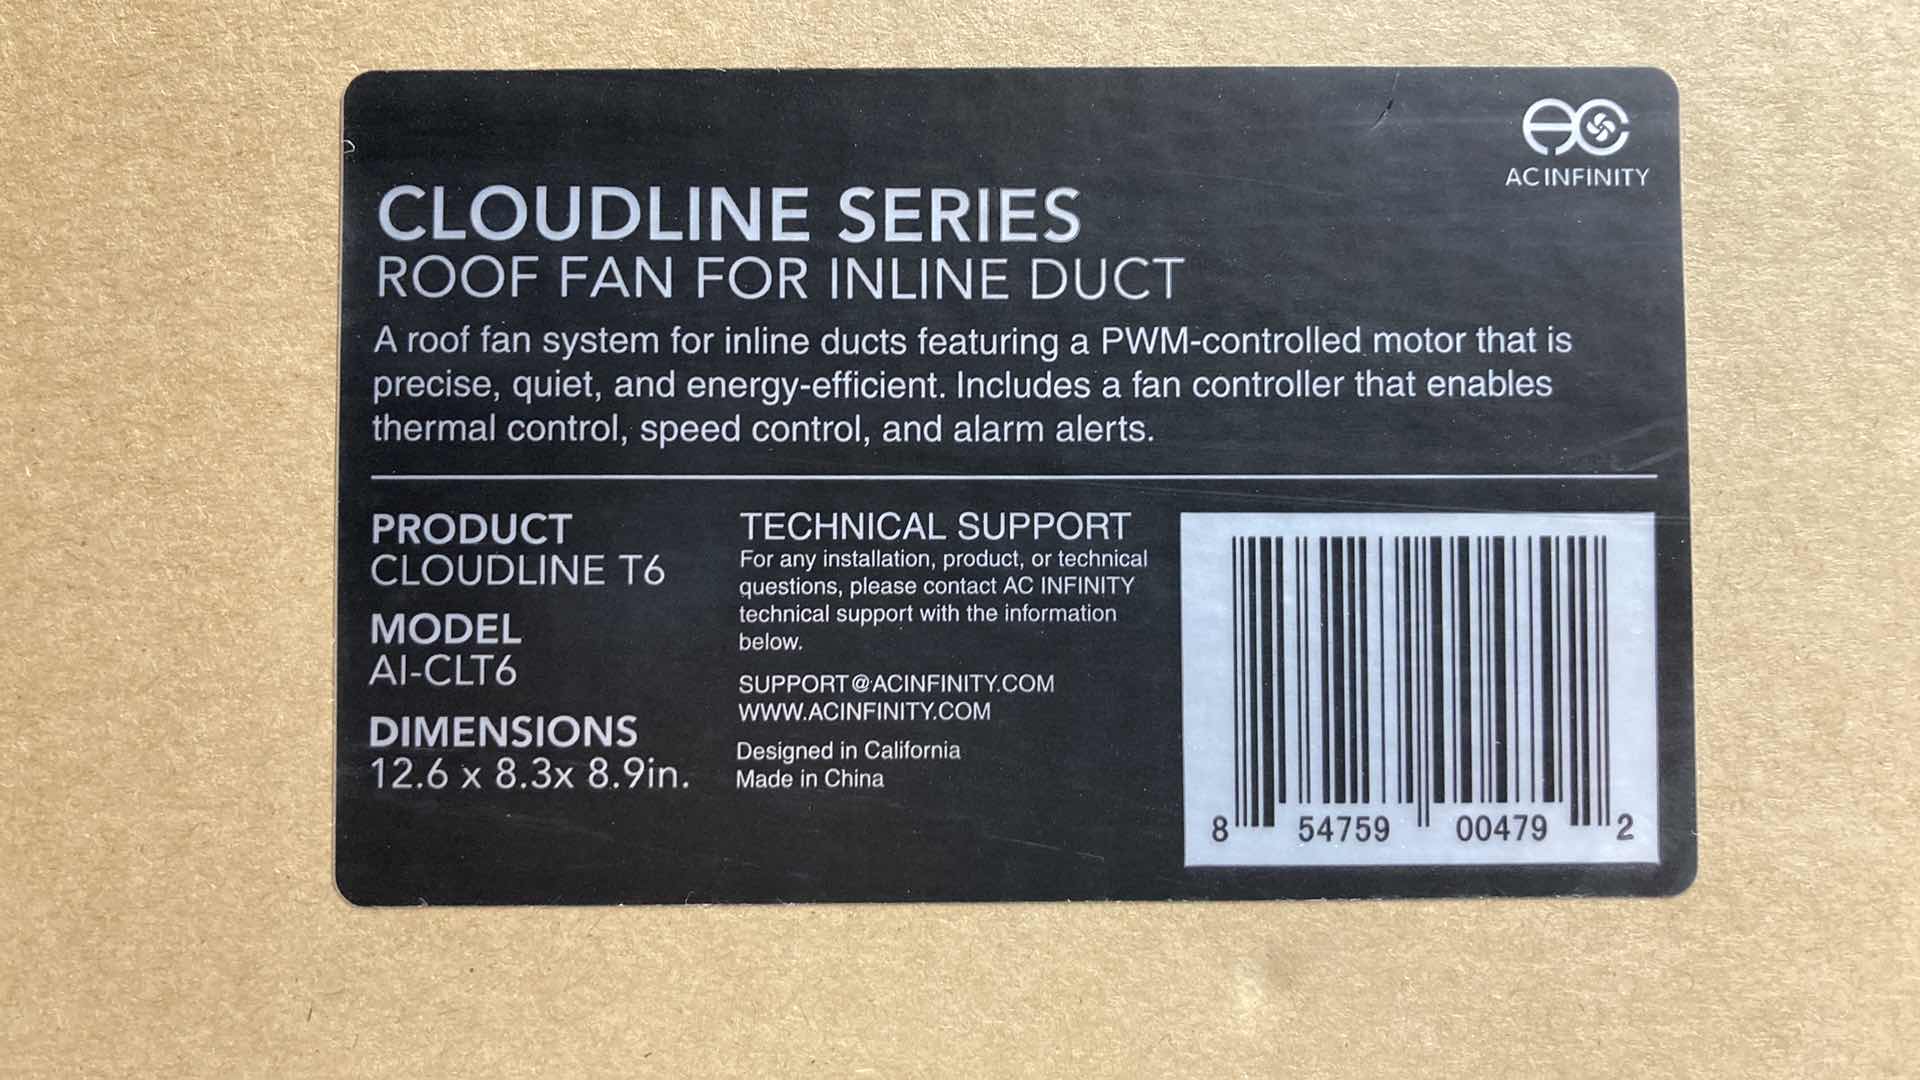 AC INFINITY
CLOUDLINE SERIES
ROOF FAN FOR INLINE DUCT
A roof fan system for inline ducts featuring a PWM-controlled motor that is
precise, quiet, and energy-efficient. Includes a fan controller that enables
thermal control, speed control, and alarm alerts.
PRODUCT
CLOUDLINE T6
MODEL
AI-CLT6
DIMENSIONS
12.6 x 8.3x 8.9in.
TECHNICAL SUPPORT
For any installation, product, or technical
questions, please contact AC INFINITY
technical support with the information
below.
SUPPORT@ACINFINITY.COM
WWW.ACINFINITY.COM
Designed in California
Made in China
8 54759 00479 2